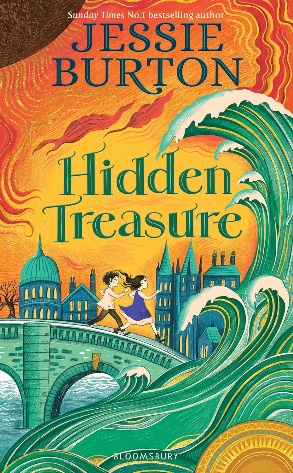 Sunday Times No.1 bestselling author
JESSIE
BURTON
Hidden
Treasure
BLOOMSBURY